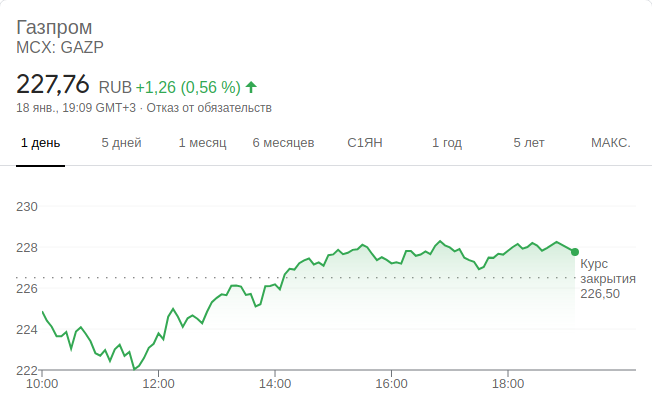 Газпром
MCX: GAZP
227,76 RUB +1,26 (0,56 %)
18 янв., 19:09 GMT+3 · Отказ от обязательств
1 день 5 дней 1 месяц 6 месяцев С1ЯН 1 год 5 лет МАКС.
230
228
Курс
закрытия
226,50
226
224
222
10:00 12:00 14:00 16:00 18:00